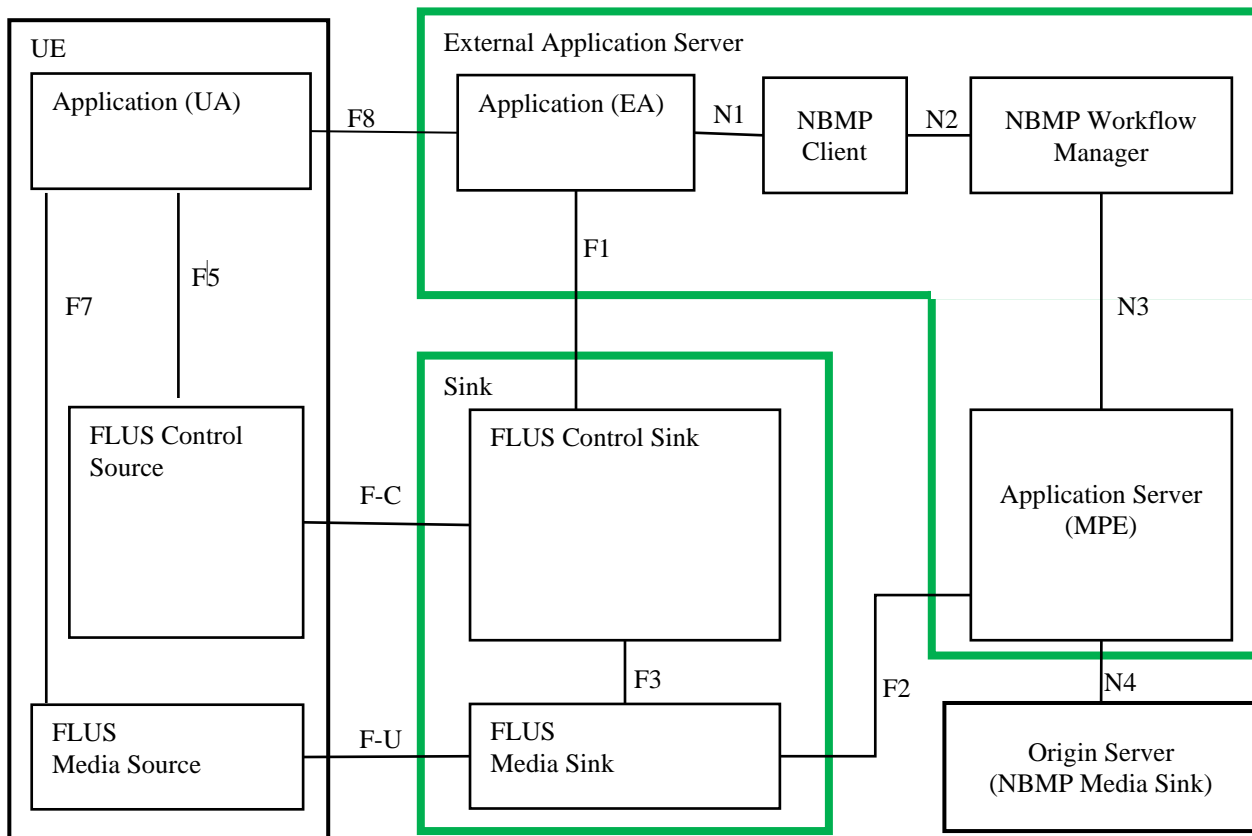 UE
External Application Server
Application (UA)
F8
Application (EA)
N1
NBMP
Client
N2
NBMP Workflow
Manager
F7
F5
F1
N3
Sink
FLUS Control
Source
F-C
FLUS Control Sink
Application Server
(MPE)
F3
F2
N4
FLUS
Media Source
F-U
FLUS
Media Sink
Origin Server
(NBMP Media Sink)